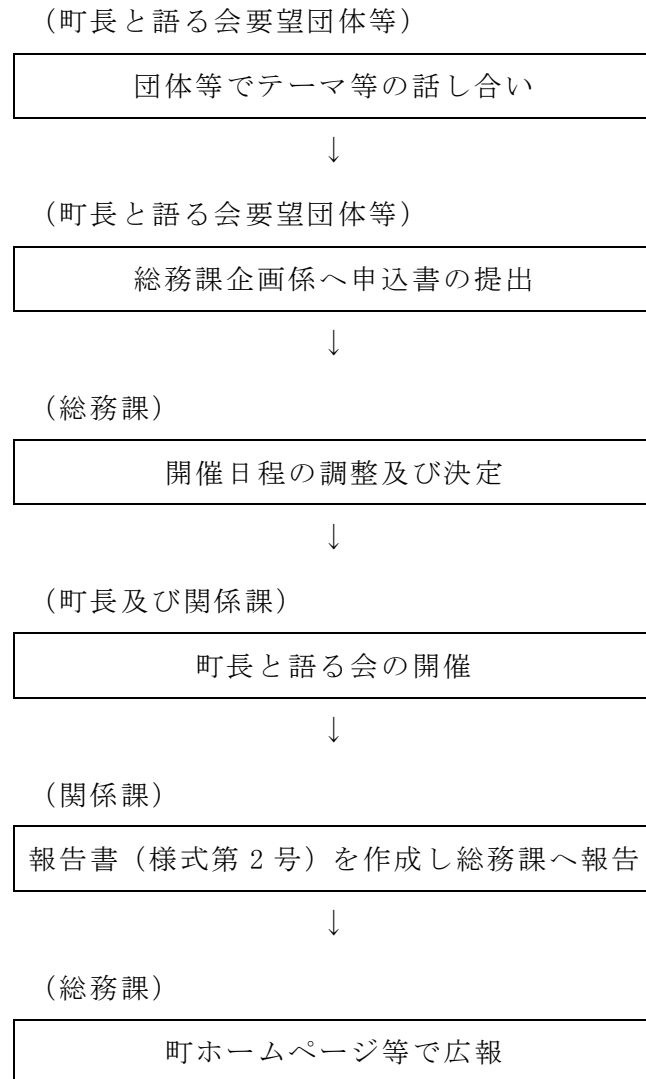 （町長と語る会要望団体等）
団体等でテーマ等の話し合い
↓
（町長と語る会要望団体等）
総務課企画係へ申込書の提出
↓
（総務課）
開催日程の調整及び決定
↓
（町長及び関係課）
町長と語る会の開催
↓
（関係課）
報告書（様式第２号）を作成し総務課へ報告
↓
（総務課）
町ホームページ等で広報